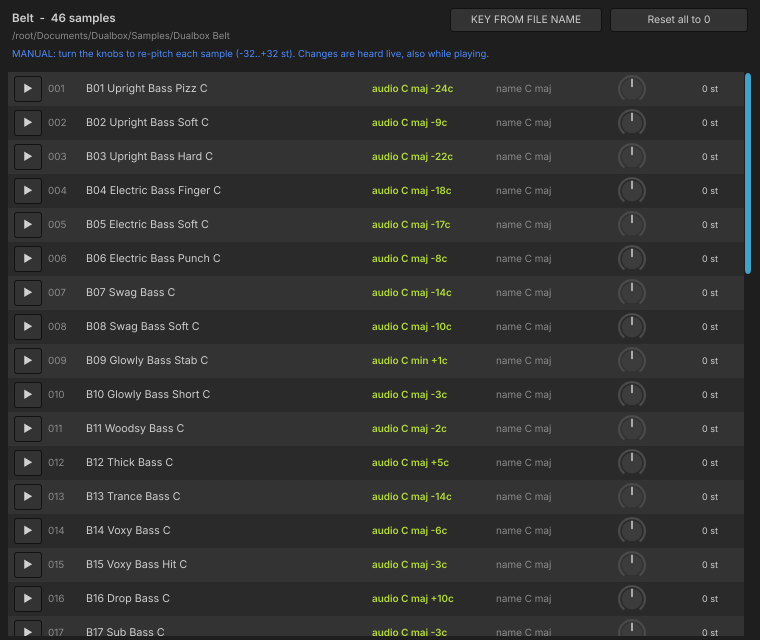 Belt - 46 samples
KEY FROM FILE NAME
Reset all to 0
/root/Documents/Dualbox/Samples/Dualbox Belt
MANUAL: turn the knobs to re-pitch each sample (-32..+32 st). Changes are heard live, also while playing.
001 B01 Upright Bass Pizz C audio C maj -24c name C maj 0 st
002 B02 Upright Bass Soft C audio C maj -9c name C maj 0 st
003 B03 Upright Bass Hard C audio C maj -22c name C maj 0 st
004 B04 Electric Bass Finger C audio C maj -18c name C maj 0 st
005 B05 Electric Bass Soft C audio C maj -17c name C maj 0 st
006 B06 Electric Bass Punch C audio C maj -8c name C maj 0 st
007 B07 Swag Bass C audio C maj -14c name C maj 0 st
008 B08 Swag Bass Soft C audio C maj -10c name C maj 0 st
009 B09 Glowly Bass Stab C audio C min +1c name C maj 0 st
010 B10 Glowly Bass Short C audio C maj -3c name C maj 0 st
011 B11 Woodsy Bass C audio C maj -2c name C maj 0 st
012 B12 Thick Bass C audio C maj +5c name C maj 0 st
013 B13 Trance Bass C audio C maj -14c name C maj 0 st
014 B14 Voxy Bass C audio C maj -6c name C maj 0 st
015 B15 Voxy Bass Hit C audio C maj -3c name C maj 0 st
016 B16 Drop Bass C audio C maj +10c name C maj 0 st
017 B17 Sub Bass C audio C maj -3c name C maj 0 st